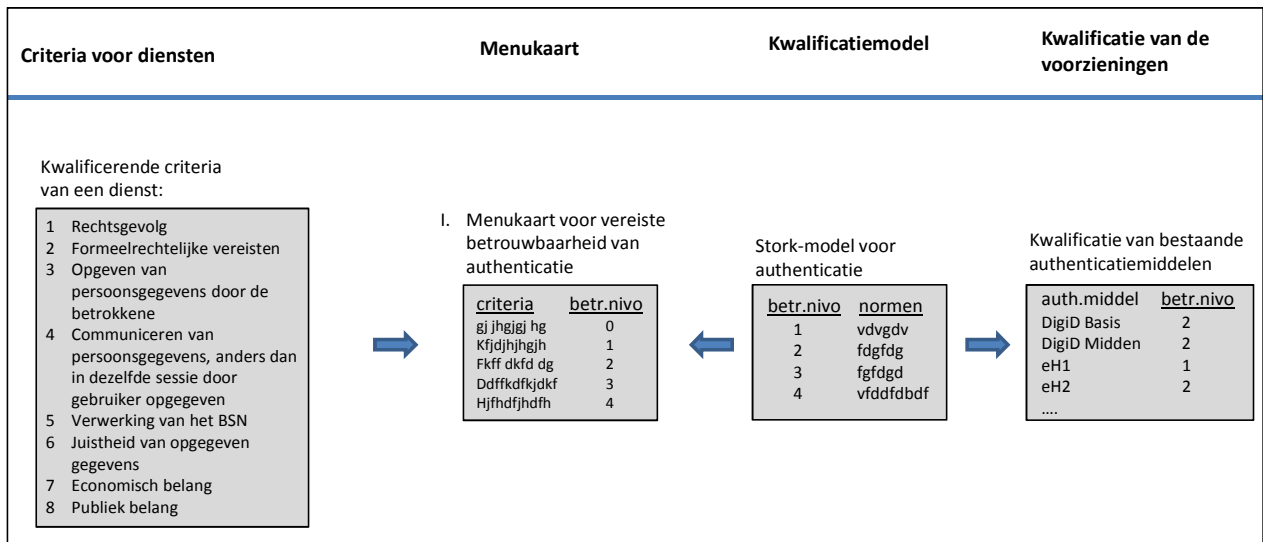 Criteria voor diensten
Menukaart
Kwalificatiemodel
Kwalificatie van de
voorzieningen
Kwalificerende criteria
van een dienst:
1 Rechtsgevolg
2 Formeelrechtelijke vereisten
3 Opgeven van
persoonsgegevens door de
betrokkene
4 Communiceren van
persoonsgegevens, anders dan
in dezelfde sessie door
gebruiker opgegeven
5 Verwerking van het BSN
6 Juistheid van opgegeven
gegevens
7 Economisch belang
8 Publiek belang
I. Menukaart voor vereiste
betrouwbaarheid van
authenticatie
criteria betr.nivo
gj jhgjgj hg 0
Kfjdjhjhgjh 1
Fkff dkfd dg 2
Ddffkdfkjdkf 3
Hjfhdfjhdfh 4
Stork-model voor
authenticatie
betr.nivo normen
1 vdvgdv
2 fdgfdg
3 fgfdgd
4 vfddfdbdf
Kwalificatie van bestaande
authenticatiemiddelen
auth.middel betr.nivo
DigiD Basis 2
DigiD Midden 2
eH1 1
eH2 2
....